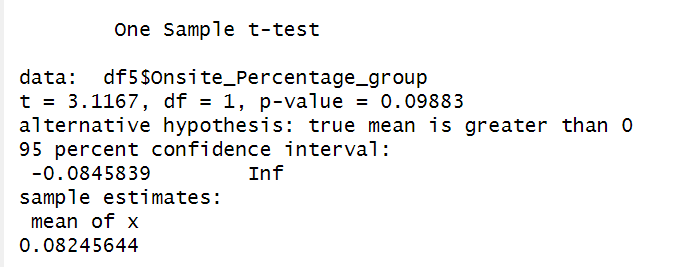 One Sample t-test
data: df5$Onsite_Percentage_group
t = 3.1167, df = 1, p-value = 0.09883
alternative hypothesis: true mean is greater than 0
95 percent confidence interval:
-0.0845839 Inf
sample estimates:
mean of x
0.08245644